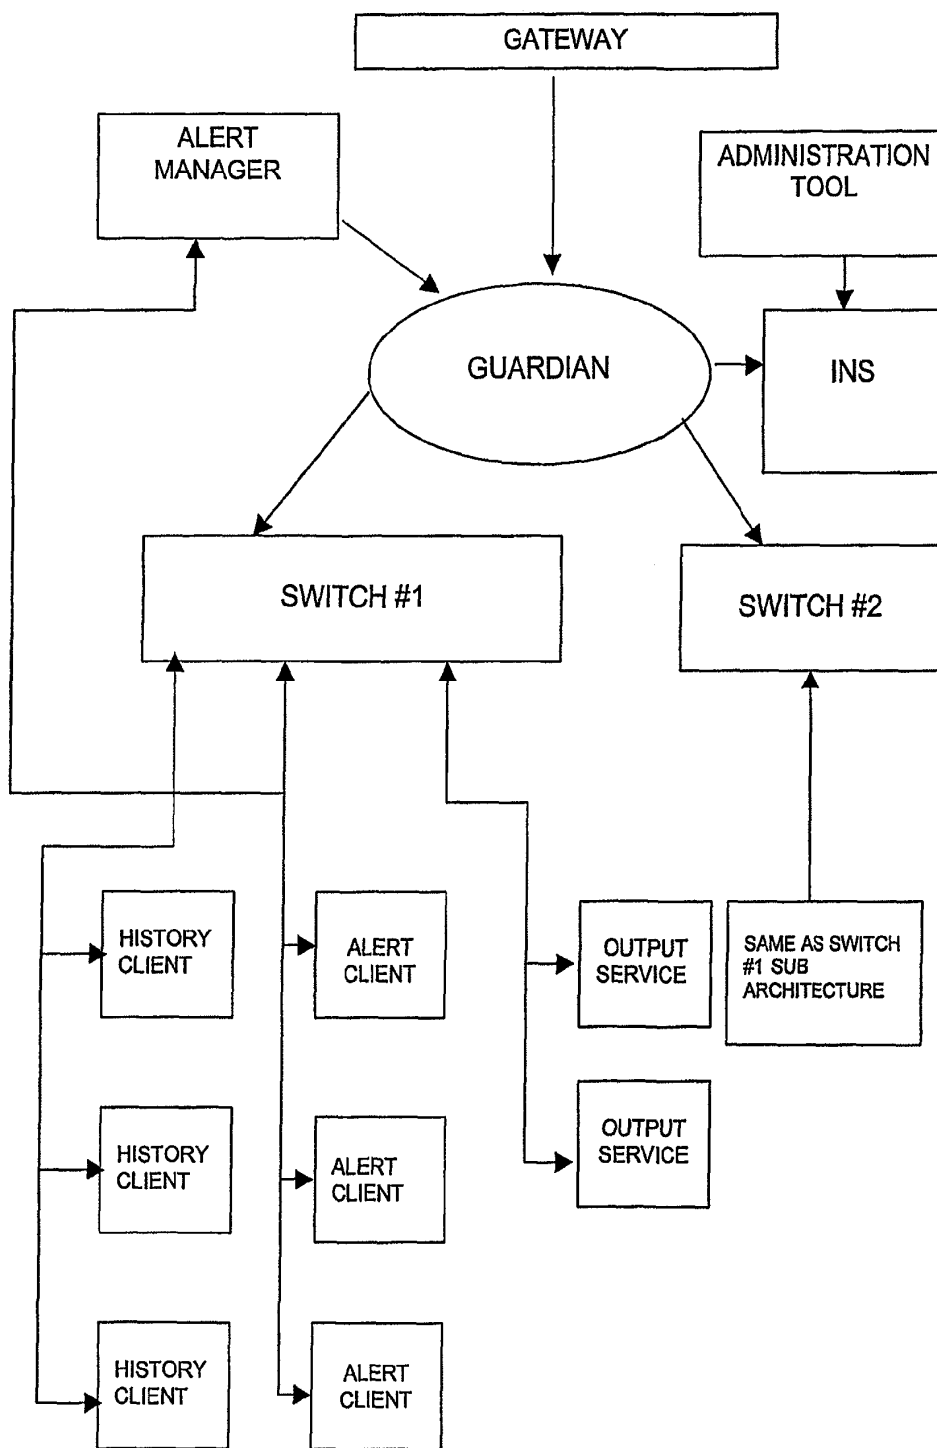 GATEWAY
ALERT
MANAGER
ADMINISTRATION
TOOL
GUARDIAN
INS
SWITCH #1
SWITCH #2
HISTORY
CLIENT
ALERT
CLIENT
OUTPUT
SERVICE
SAME AS SWITCH
#1 SUB
ARCHITECTURE
HISTORY
CLIENT
ALERT
CLIENT
OUTPUT
SERVICE
HISTORY
CLIENT
ALERT
CLIENT